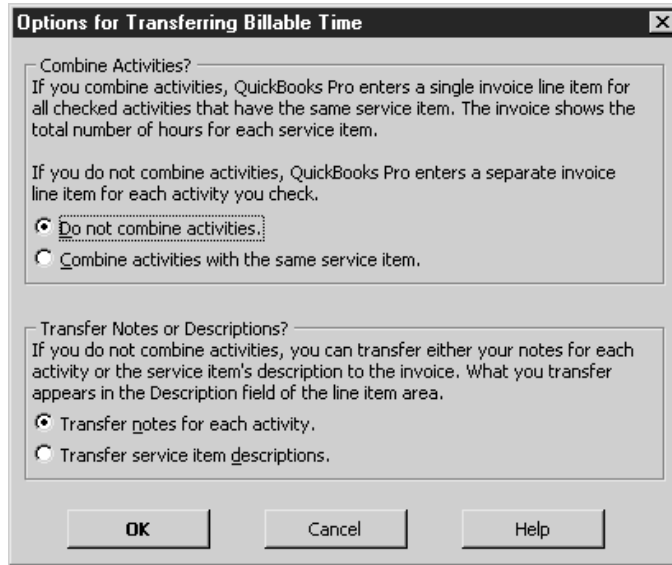 Options for Transferring Billable Time
Combine Activities?
If you combine activities, QuickBooks Pro enters a single invoice line item for
all checked activities that have the same service item. The invoice shows the
total number of hours for each service item.
If you do not combine activities, QuickBooks Pro enters a separate invoice
line item for each activity you check.
Do not combine activities.
Combine activities with the same service item.
Transfer Notes or Descriptions?
If you do not combine activities, you can transfer either your notes for each
activity or the service item's description to the invoice. What you transfer
appears in the Description field of the line item area.
Transfer notes for each activity.
Transfer service item descriptions.
OK Cancel Help